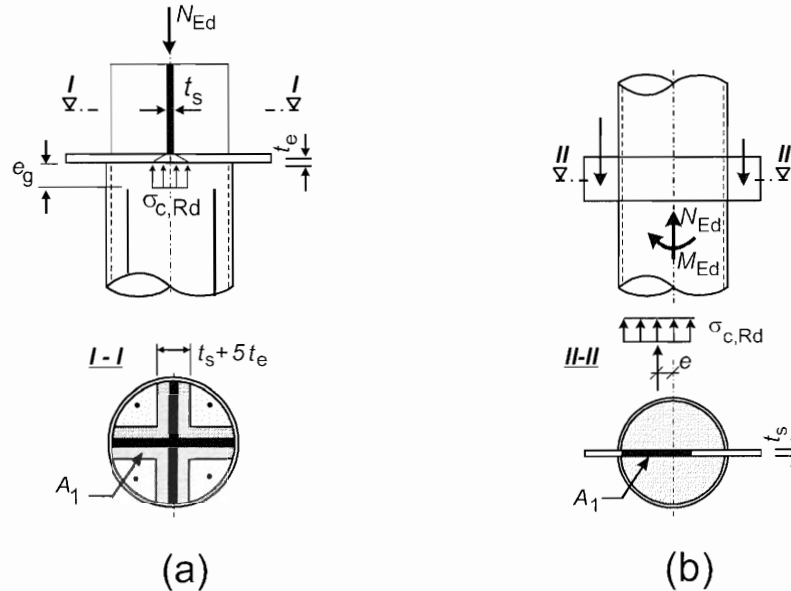 N_Ed
I
t_s
I
t_e
e_g
σ_c,Rd
I - I
t_s + 5 t_e
A_1
(a)
II
II
N_Ed
M_Ed
σ_c,Rd
II-II
e
t_s
A_1
(b)